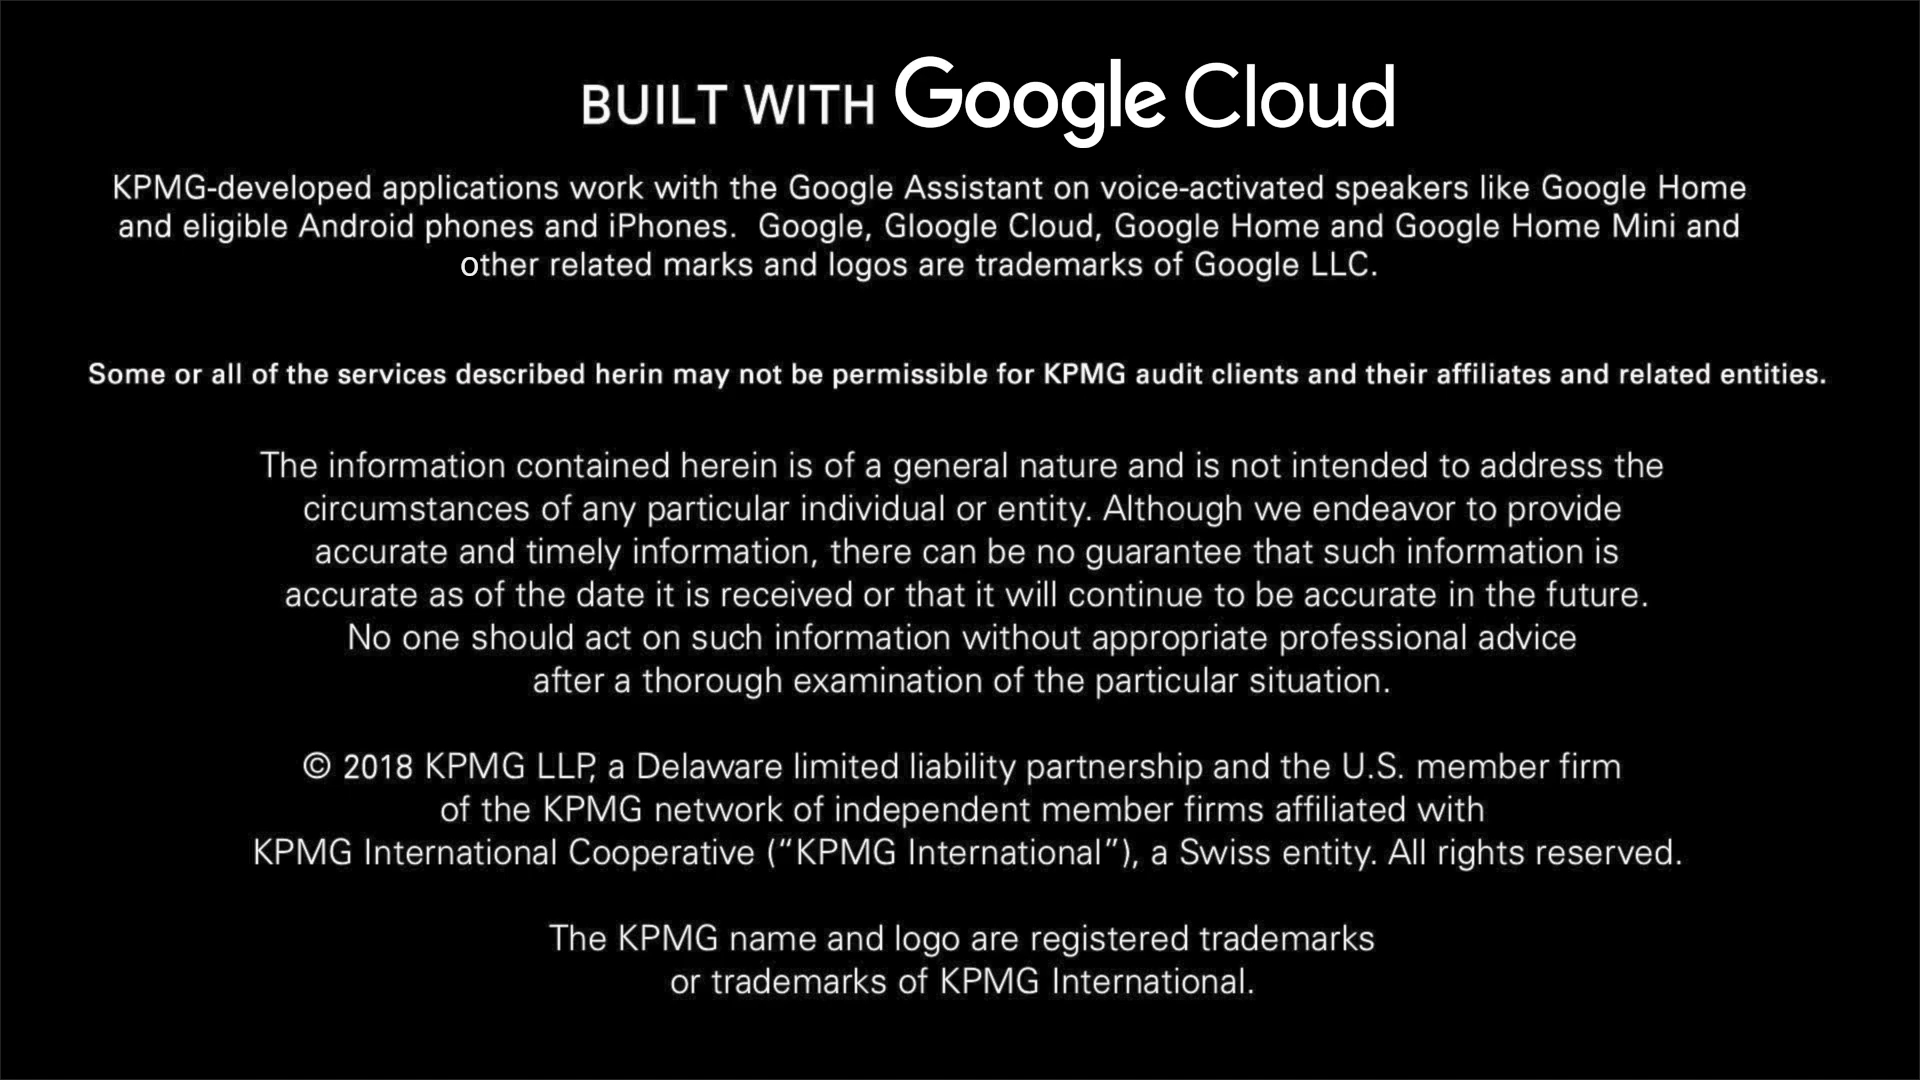 BUILT WITH Google Cloud
KPMG-developed applications work with the Google Assistant on voice-activated speakers like Google Home
and eligible Android phones and iPhones.  Google, Gloogle Cloud, Google Home and Google Home Mini and
other related marks and logos are trademarks of Google LLC.
Some or all of the services described herin may not be permissible for KPMG audit clients and their affiliates and related entities.
The information contained herein is of a general nature and is not intended to address the
circumstances of any particular individual or entity. Although we endeavor to provide
accurate and timely information, there can be no guarantee that such information is
accurate as of the date it is received or that it will continue to be accurate in the future.
No one should act on such information without appropriate professional advice
after a thorough examination of the particular situation.
© 2018 KPMG LLP, a Delaware limited liability partnership and the U.S. member firm
of the KPMG network of independent member firms affiliated with
KPMG International Cooperative (“KPMG International”), a Swiss entity. All rights reserved.
The KPMG name and logo are registered trademarks
or trademarks of KPMG International.